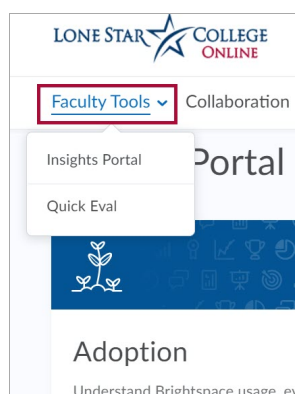 LONE STAR COLLEGE
ONLINE
Faculty Tools Collaboration
Insights Portal
Portal
Quick Eval
Adoption
Understand Brightspace usage, ev